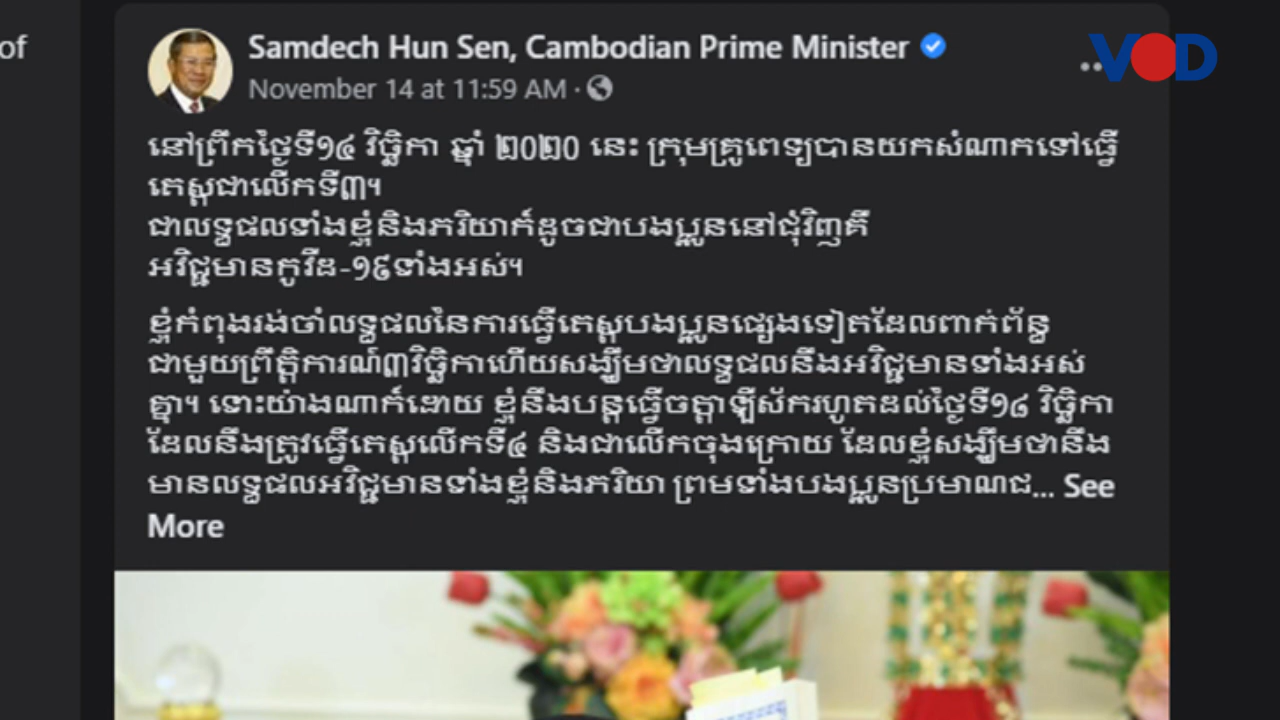 of
Samdech Hun Sen, Cambodian Prime Minister
November 14 at 11:59 AM ·
VOD
នៅព្រឹកថ្ងៃទី១៤ វិច្ឆិកា ឆ្នាំ ២០២០ នេះ ក្រុមគ្រូពេទ្យបានយកសំណាកទៅធ្វើ
តេស្តជាលើកទី៣។
ជាលទ្ធផលទាំងខ្ញុំនិងភរិយាក៏ដូចជាបងប្អូននៅជុំវិញគឺ
អវិជ្ជមានកូវីដ-១៩ទាំងអស់។
ខ្ញុំកំពុងរង់ចាំលទ្ធផលនៃការធ្វើតេស្តបងប្អូនផ្សេងទៀតដែលពាក់ព័ន្ធ
ជាមួយព្រឹត្តិការណ៍៣វិច្ឆិកាហើយសង្ឃឹមថាលទ្ធផលនឹងអវិជ្ជមានទាំងអស់
គ្នា។ ទោះយ៉ាងណាក៏ដោយ ខ្ញុំនឹងបន្តធ្វើចត្តាឡីស័ករហូតដល់ថ្ងៃទី១៨ វិច្ឆិកា
ដែលនឹងត្រូវធ្វើតេស្តលើកទី៤ និងជាលើកចុងក្រោយ ដែលខ្ញុំសង្ឃឹមថានឹង
មានលទ្ធផលអវិជ្ជមានទាំងខ្ញុំនិងភរិយា ព្រមទាំងបងប្អូនប្រមាណជ... See
More